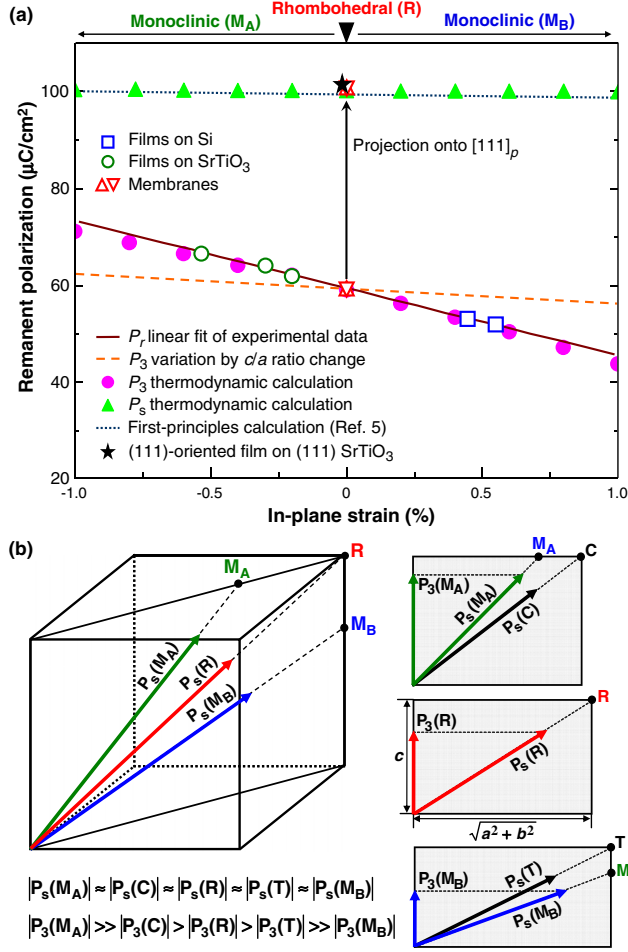 (a)
Rhombohedral (R)
Monoclinic (M_A)
Monoclinic (M_B)
Remanent polarization (μC/cm²)
100
80
60
40
20
Films on Si
Films on SrTiO₃
Membranes
Projection onto [111]ₚ
P_r linear fit of experimental data
P₃ variation by c/a ratio change
P₃ thermodynamic calculation
P_s thermodynamic calculation
First-principles calculation (Ref. 5)
(111)-oriented film on (111) SrTiO₃
-1.0 -0.5 0 0.5 1.0
In-plane strain (%)
(b)
M_A
R
M_B
P_s(M_A)
P_s(R)
P_s(M_B)
M_A C
P₃(M_A)
P_s(M_A)
P_s(C)
R
P₃(R)
P_s(R)
c
√a² + b²
T
M
P₃(M_B)
P_s(T)
P_s(M_B)
|P_s(M_A)| ≈ |P_s(C)| ≈ |P_s(R)| ≈ |P_s(T)| ≈ |P_s(M_B)|
|P₃(M_A)| >> |P₃(C)| > |P₃(R)| > |P₃(T)| >> |P₃(M_B)|